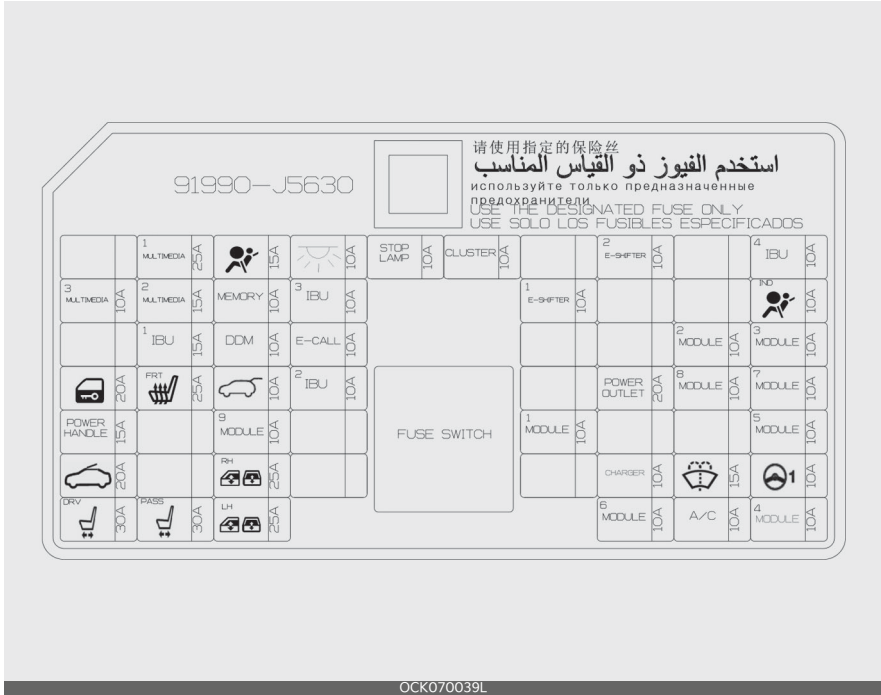 请使用指定的保险丝
استخدم الفيوز ذو القياس المناسب
используйте только предназначенные
предохранители
USE THE DESIGNATED FUSE ONLY
USE SOLO LOS FUSIBLES ESPECIFICADOS
91990-J5630
1 MULTIMEDIA 25A
15A
10A
STOP LAMP 10A
CLUSTER 10A
2 E-SHIFTER 10A
4 IBU 10A
3 MULTIMEDIA 10A
2 MULTIMEDIA 15A
MEMORY 10A
3 IBU 10A
1 E-SHIFTER 10A
IND 10A
1 IBU 15A
DDM 10A
E-CALL 10A
2 MODULE 10A
3 MODULE 10A
20A
FRT 25A
10A
2 IBU 10A
FUSE SWITCH
POWER OUTLET 20A
8 MODULE 10A
7 MODULE 10A
POWER HANDLE 15A
9 MODULE 10A
1 MODULE 10A
5 MODULE 10A
20A
RH 25A
CHARGER 10A
15A
1 10A
DRV 30A
PASS 30A
LH 25A
6 MODULE 10A
A/C 10A
4 MODULE 10A
OCK070039L